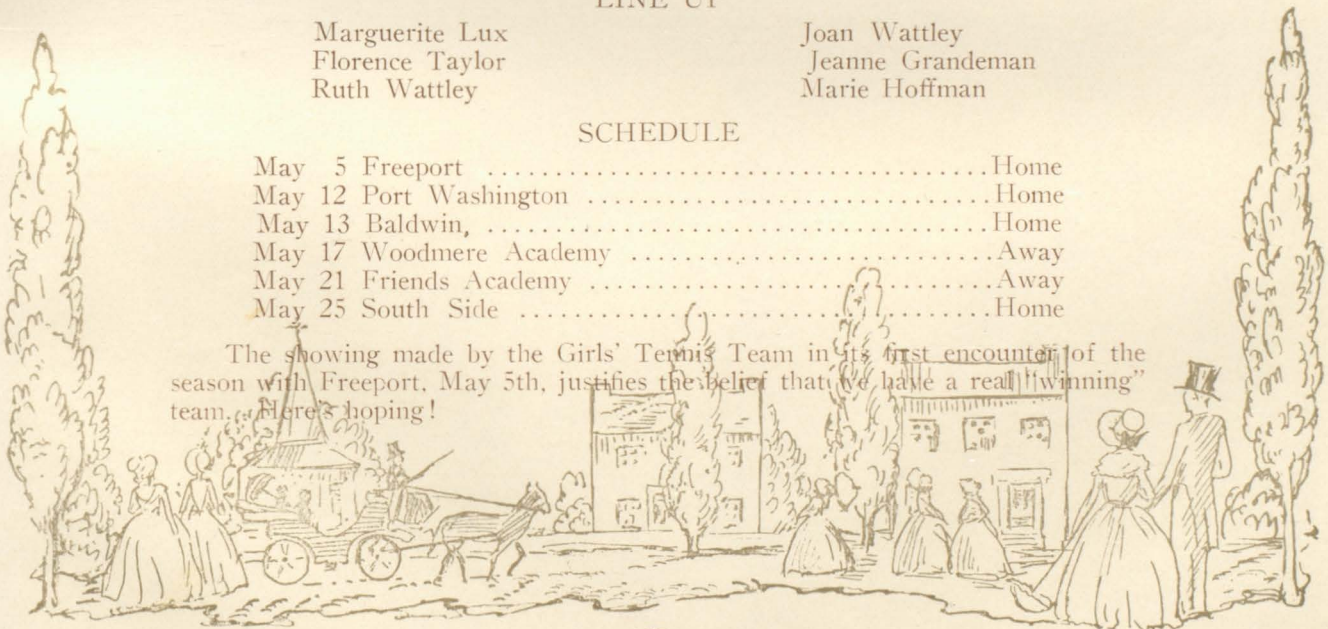 LINE UP
Marguerite Lux Joan Wattley
Florence Taylor Jeanne Grandeman
Ruth Wattley Marie Hoffman
SCHEDULE
May 5 Freeport ........................................Home
May 12 Port Washington ................................Home
May 13 Baldwin, ........................................Home
May 17 Woodmere Academy .............................Away
May 21 Friends Academy ................................Away
May 25 South Side ......................................Home
The showing made by the Girls' Tennis Team in its first encounter of the
season with Freeport, May 5th, justifies the belief that we have a real "winning"
team. Here's hoping!